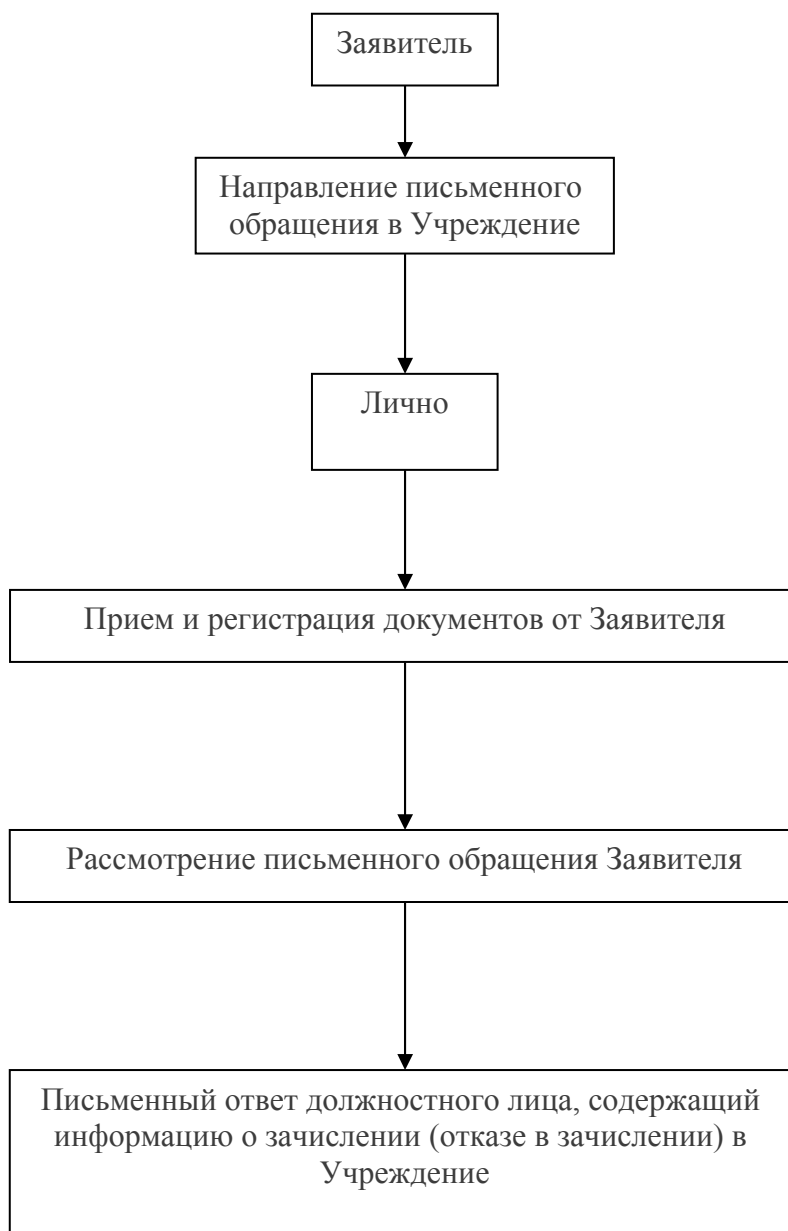 Заявитель
Направление письменного
обращения в Учреждение
Лично
Прием и регистрация документов от Заявителя
Рассмотрение письменного обращения Заявителя
Письменный ответ должностного лица, содержащий
информацию о зачислении (отказе в зачислении) в
Учреждение